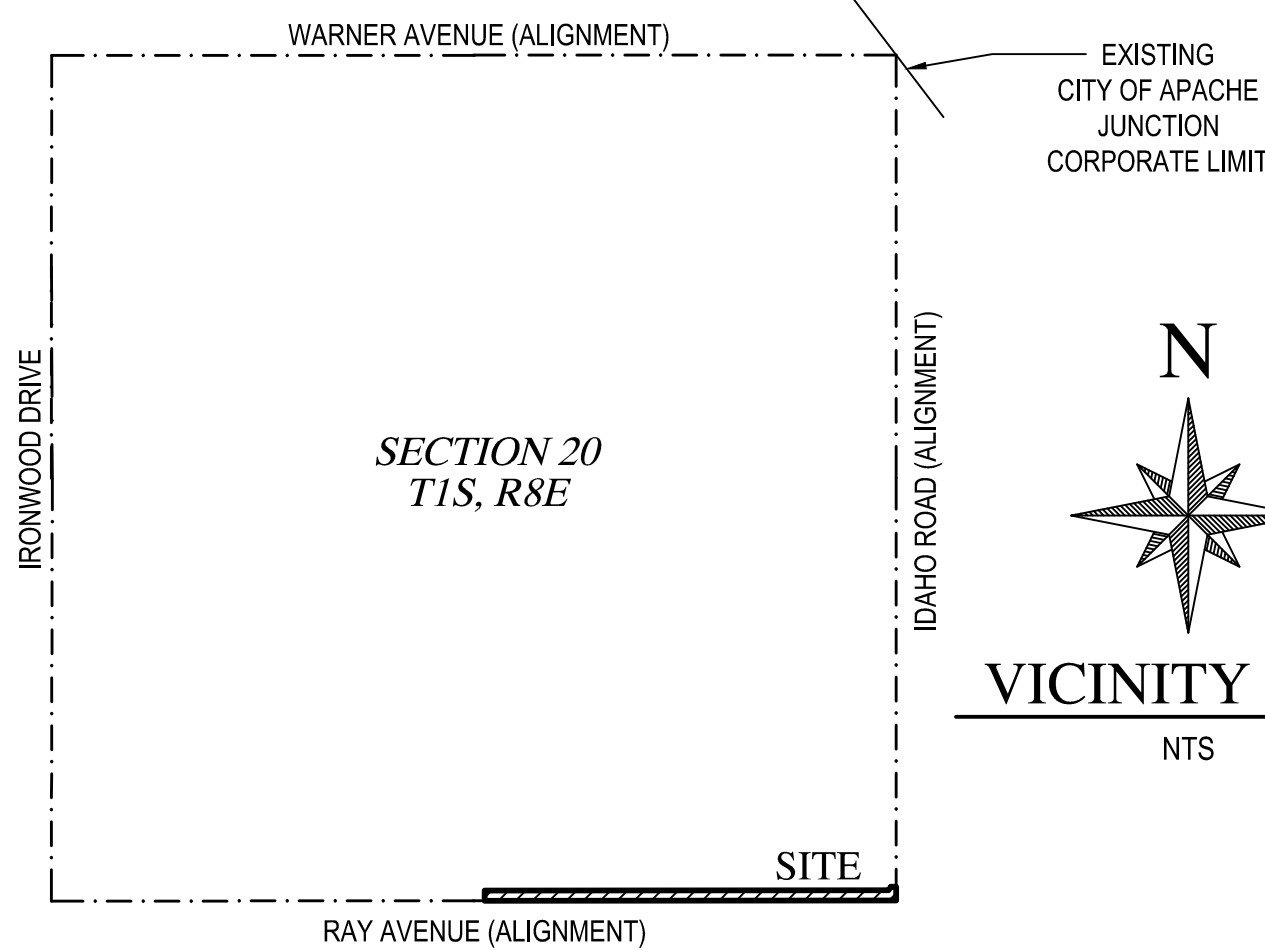 WARNER AVENUE (ALIGNMENT)
EXISTING
CITY OF APACHE
JUNCTION
CORPORATE LIMIT
IRONWOOD DRIVE
SECTION 20
T1S, R8E
IDAHO ROAD (ALIGNMENT)
N
VICINITY
NTS
SITE
RAY AVENUE (ALIGNMENT)